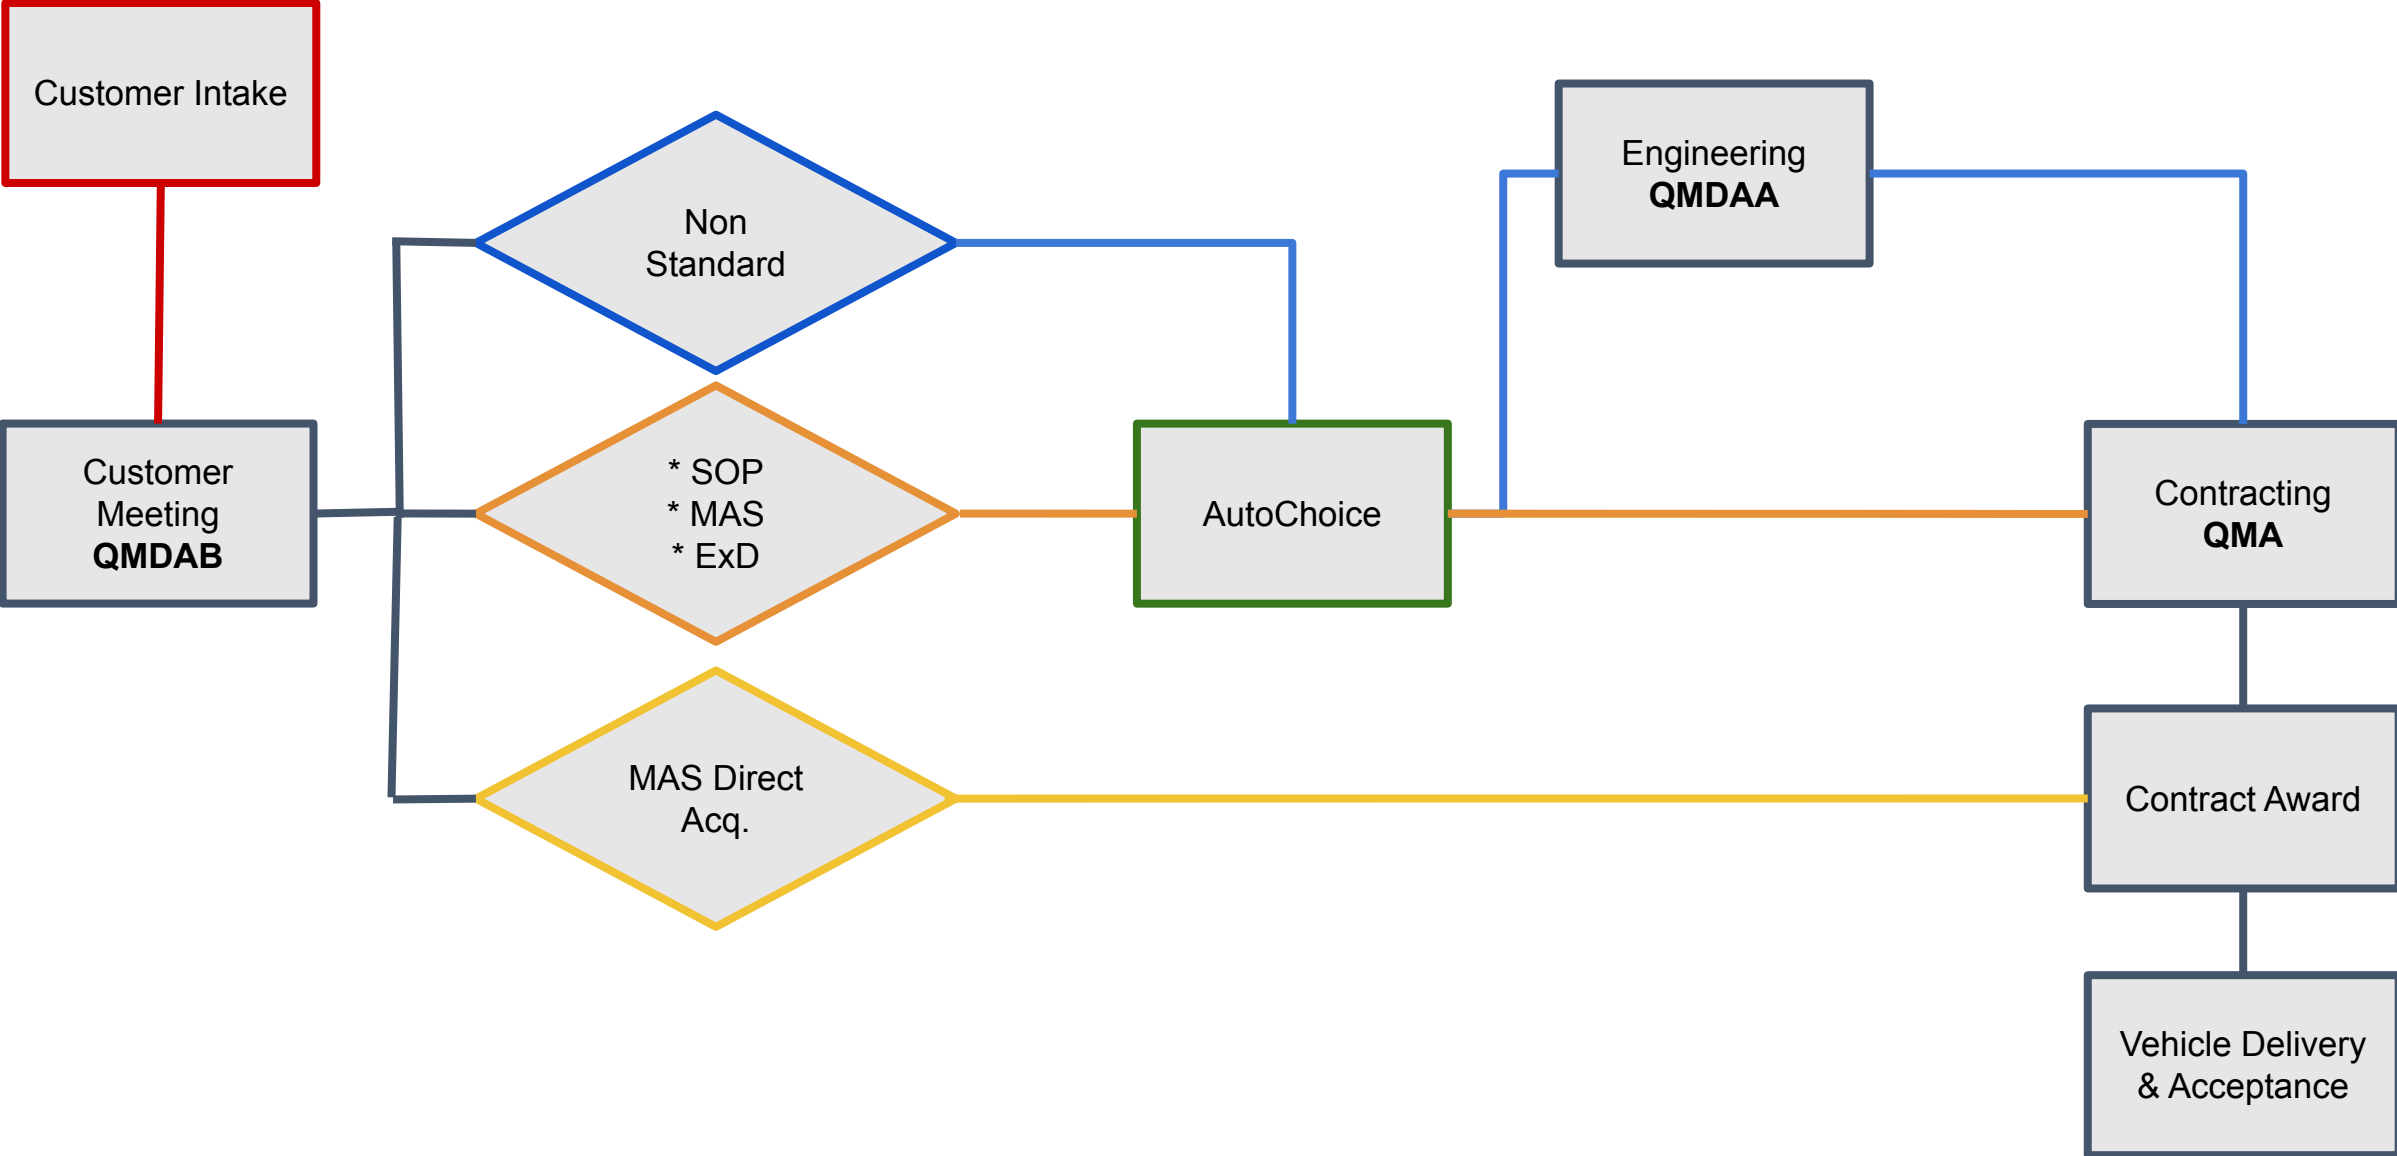 Customer Intake
Non
Standard
Engineering
QMDAA
Customer
Meeting
QMDAB
* SOP
* MAS
* ExD
AutoChoice
Contracting
QMA
MAS Direct
Acq.
Contract Award
Vehicle Delivery
& Acceptance